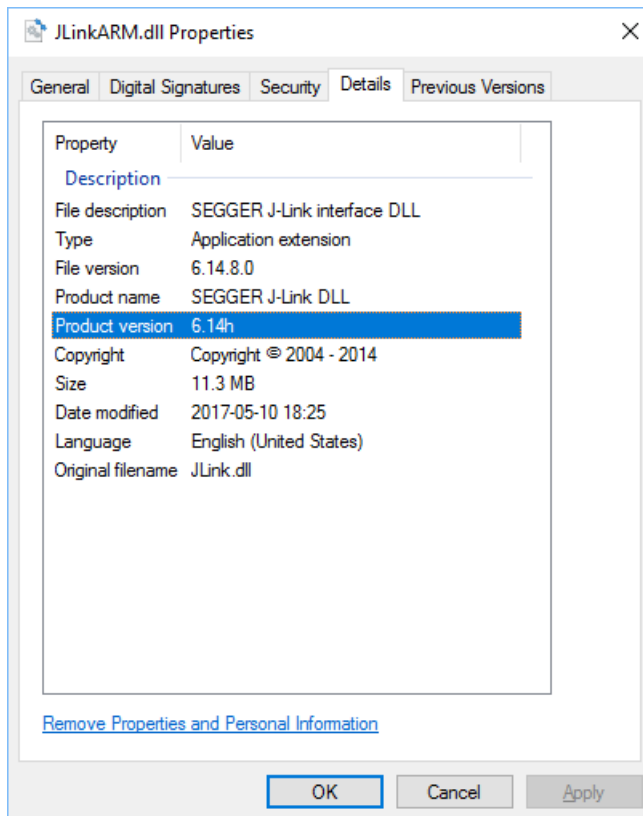 JLinkARM.dll Properties
General Digital Signatures Security Details Previous Versions
Property Value
Description
File description SEGGER J-Link interface DLL
Type Application extension
File version 6.14.8.0
Product name SEGGER J-Link DLL
Product version 6.14h
Copyright Copyright © 2004 - 2014
Size 11.3 MB
Date modified 2017-05-10 18:25
Language English (United States)
Original filename JLink.dll
Remove Properties and Personal Information
OK Cancel Apply